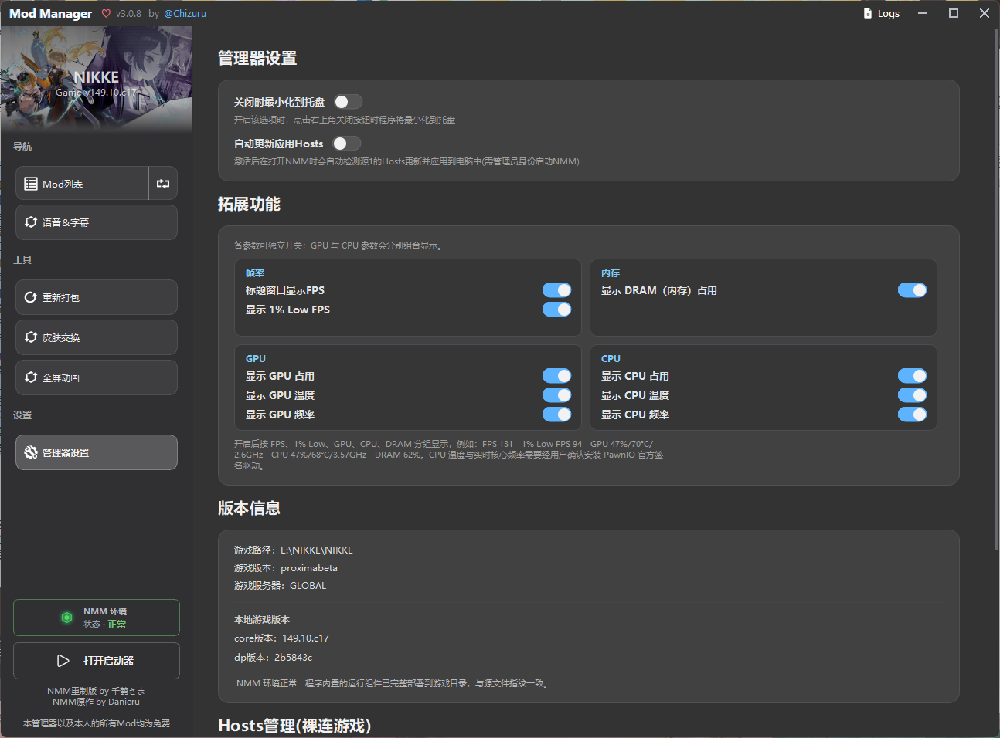 Mod Manager v3.0.8 by @Chizuru
Logs
NIKKE
Game v149.10.c17
导航
Mod列表
语音&字幕
工具
重新打包
皮肤交换
全屏动画
设置
管理器设置
NMM 环境
状态 · 正常
打开启动器
NMM重制版 by 千鹤さま
NMM原作 by Danieru
本管理器以及本人的所有Mod均为免费
管理器设置
关闭时最小化到托盘
开启该选项时，点击右上角关闭按钮时程序将最小化到托盘
自动更新应用Hosts
激活后在打开NMM时会自动检测源1的Hosts更新并应用到电脑中(需管理员身份启动NMM)
拓展功能
各参数可独立开关；GPU 与 CPU 参数会分别组合显示。
帧率
标题窗口显示FPS
显示 1% Low FPS
内存
显示 DRAM（内存）占用
GPU
显示 GPU 占用
显示 GPU 温度
显示 GPU 频率
CPU
显示 CPU 占用
显示 CPU 温度
显示 CPU 频率
开启后按 FPS、1% Low、GPU、CPU、DRAM 分组显示，例如：FPS 131 1% Low FPS 94 GPU 47%/70°C/
2.6GHz CPU 47%/68°C/3.57GHz DRAM 62%。CPU 温度与实时核心频率需要经用户确认安装 PawnIO 官方签
名驱动。
版本信息
游戏路径：E:\NIKKE\NIKKE
游戏版本：proximabeta
游戏服务器：GLOBAL
本地游戏版本
core版本：149.10.c17
dp版本：2b5843c
NMM 环境正常：程序内置的运行组件已完整部署到游戏目录，与源文件指纹一致。
Hosts管理(裸连游戏)